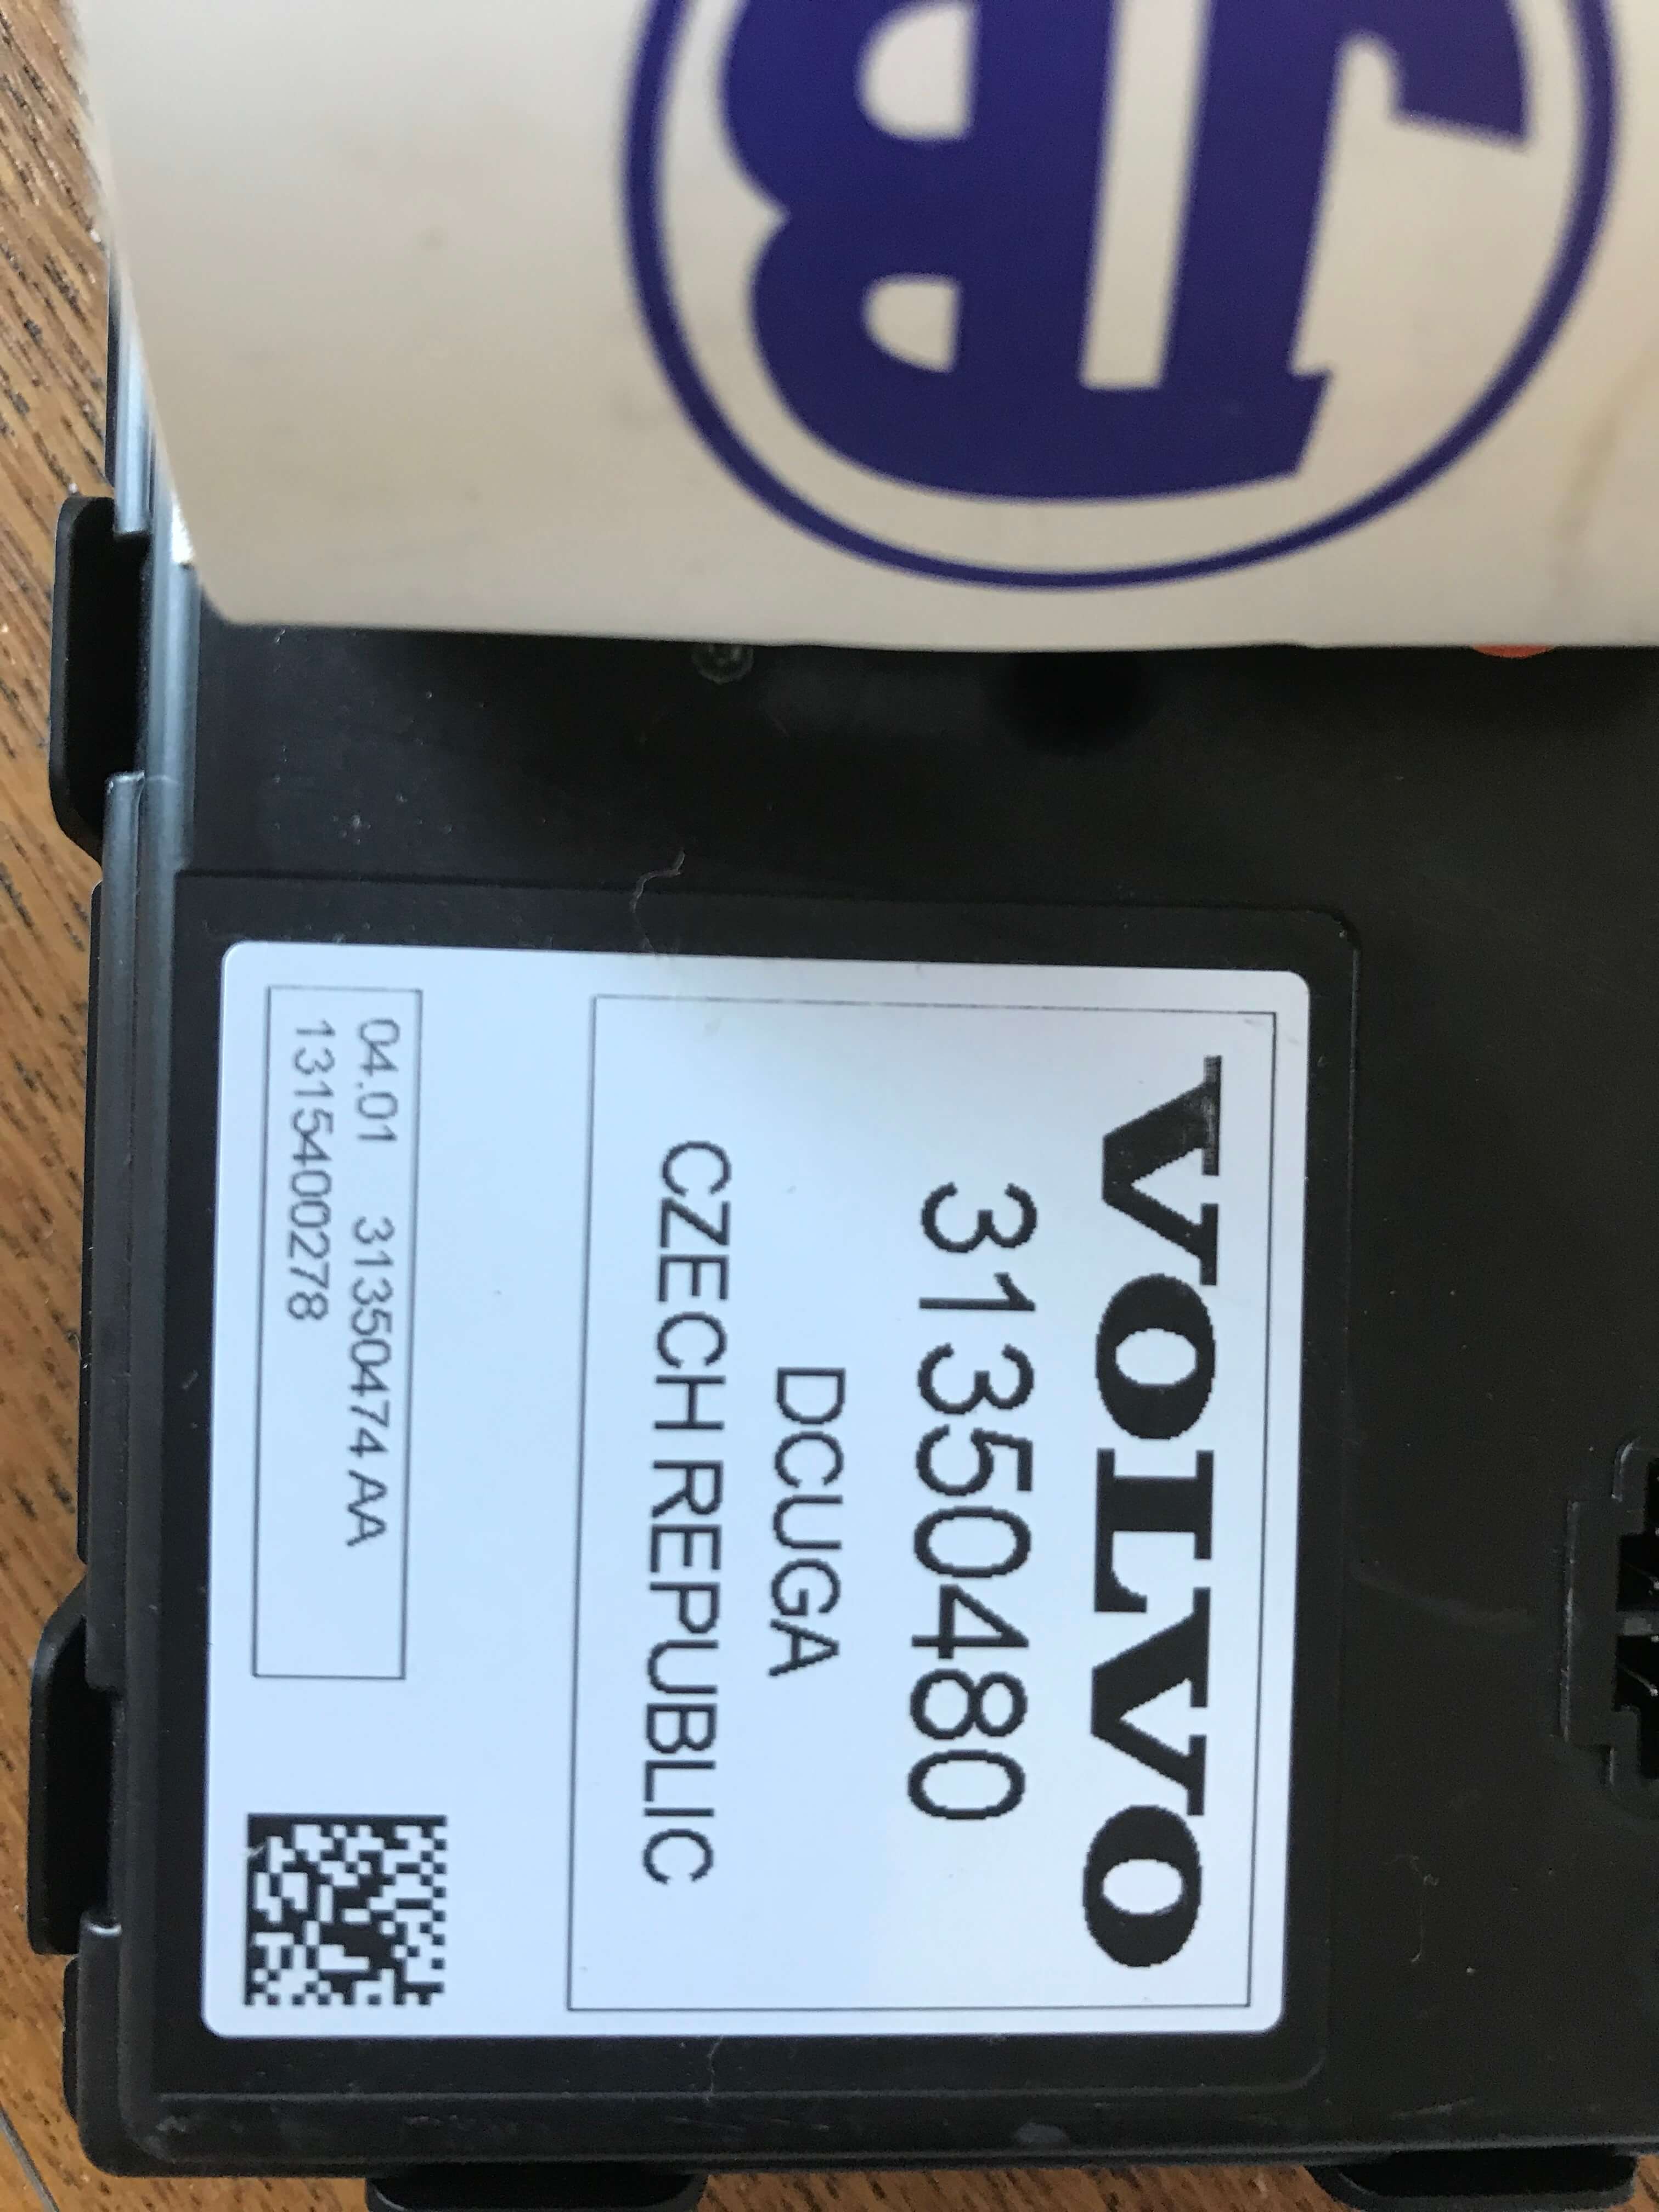 VOLVO
31350480
DCUGA
CZECH REPUBLIC
04.01 31350474 AA
1315400278